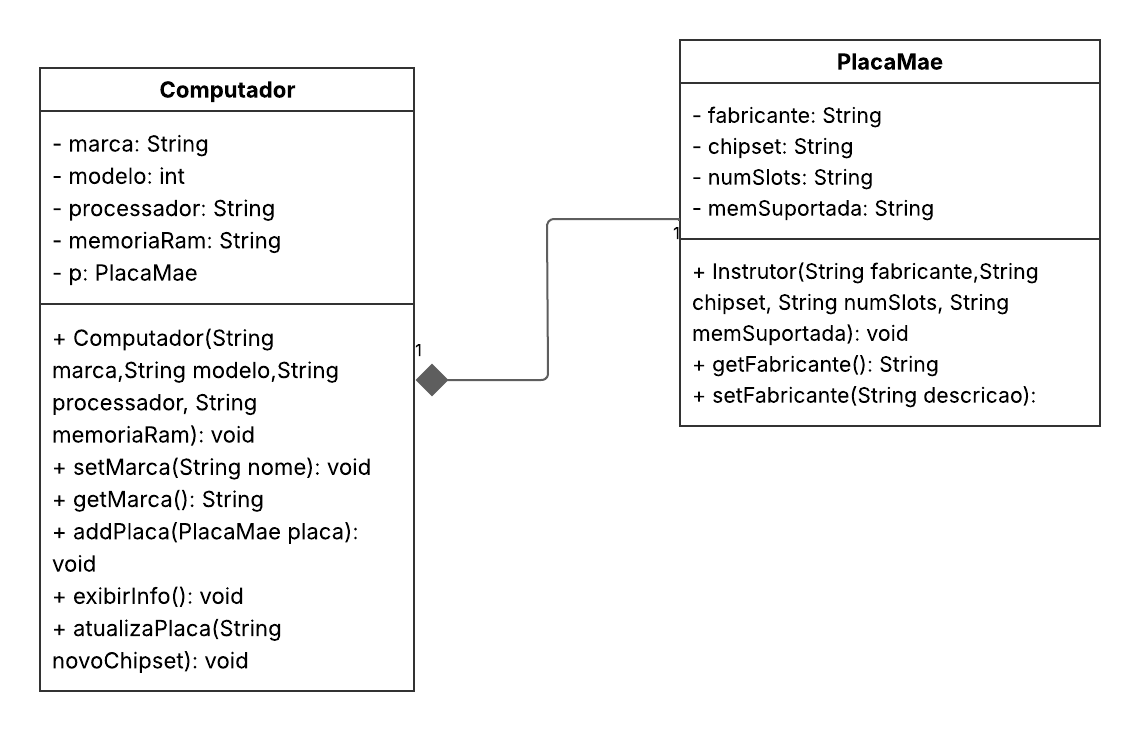 Computador
- marca: String
- modelo: int
- processador: String
- memoriaRam: String
- p: PlacaMae
+ Computador(String
marca,String modelo,String
processador, String
memoriaRam): void
+ setMarca(String nome): void
+ getMarca(): String
+ addPlaca(PlacaMae placa):
void
+ exibirInfo(): void
+ atualizaPlaca(String
novoChipset): void
1
1
PlacaMae
- fabricante: String
- chipset: String
- numSlots: String
- memSuportada: String
+ Instrutor(String fabricante,String
chipset, String numSlots, String
memSuportada): void
+ getFabricante(): String
+ setFabricante(String descricao):